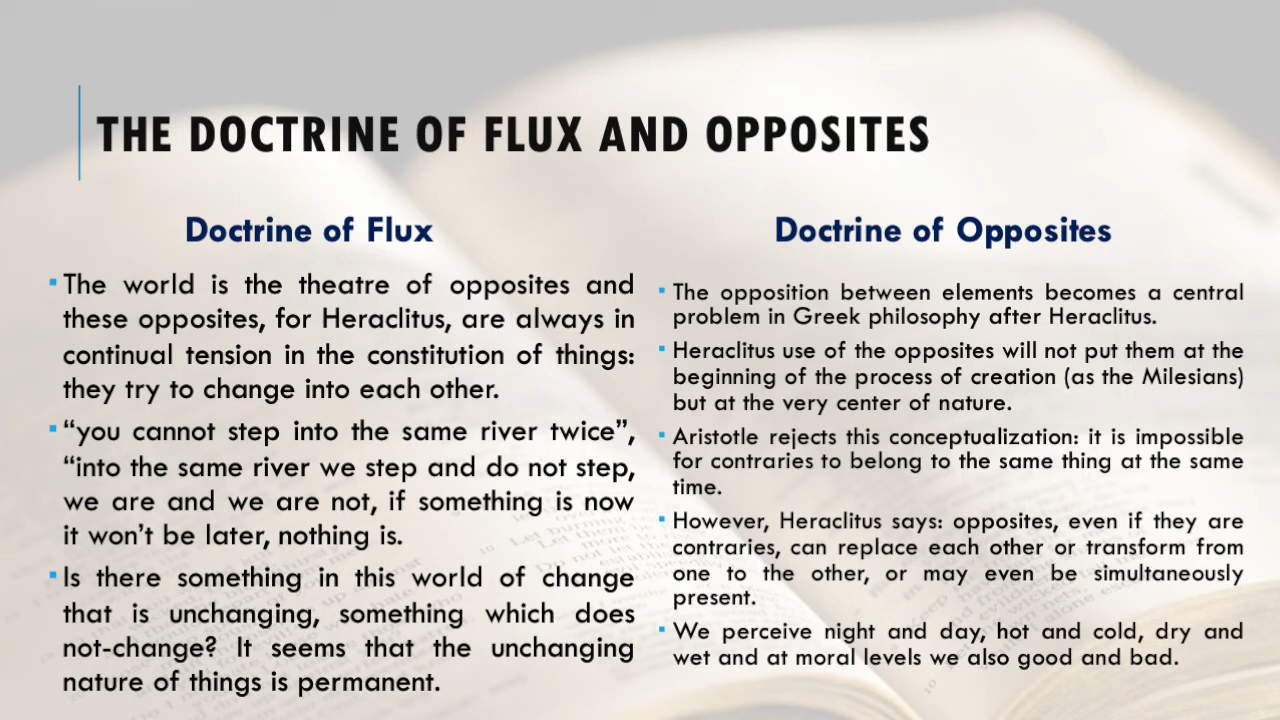 THE DOCTRINE OF FLUX AND OPPOSITES
Doctrine of Flux
▪The world is the theatre of opposites and
these opposites, for Heraclitus, are always in
continual tension in the constitution of things:
they try to change into each other.
▪“you cannot step into the same river twice”,
“into the same river we step and do not step,
we are and we are not, if something is now
it won’t be later, nothing is.
▪Is there something in this world of change
that is unchanging, something which does
not-change? It seems that the unchanging
nature of things is permanent.
Doctrine of Opposites
▪The opposition between elements becomes a central
problem in Greek philosophy after Heraclitus.
▪Heraclitus use of the opposites will not put them at the
beginning of the process of creation (as the Milesians)
but at the very center of nature.
▪Aristotle rejects this conceptualization: it is impossible
for contraries to belong to the same thing at the same
time.
▪However, Heraclitus says: opposites, even if they are
contraries, can replace each other or transform from
one to the other, or may even be simultaneously
present.
▪We perceive night and day, hot and cold, dry and
wet and at moral levels we also good and bad.